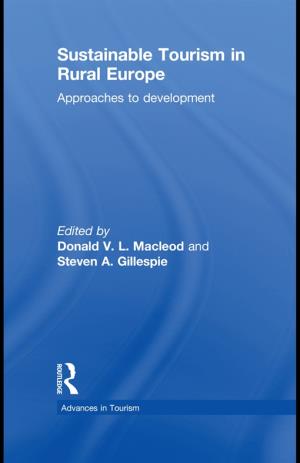 Sustainable Tourism in
Rural Europe
Approaches to development
Edited by
Donald V. L. Macleod and
Steven A. Gillespie
ROUTLEDGE
Advances in Tourism